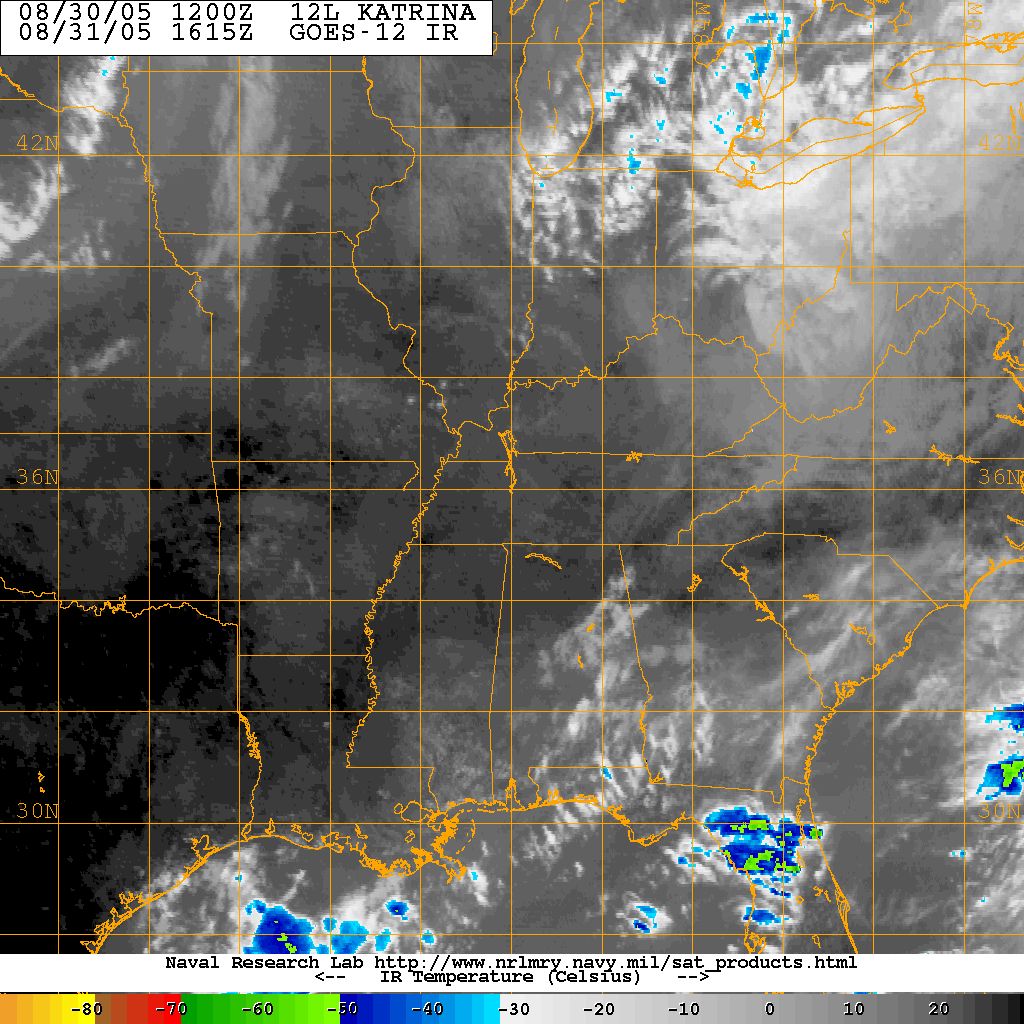 08/30/05 1200Z 12L KATRINA
08/31/05 1615Z GOES-12 IR
42N
42N
36N
36N
30N
30N
Naval Research Lab http://www.nrlmry.navy.mil/sat_products.html
<-- IR Temperature (Celsius) -->
-80 -70 -60 -50 -40 -30 -20 -10 0 10 20